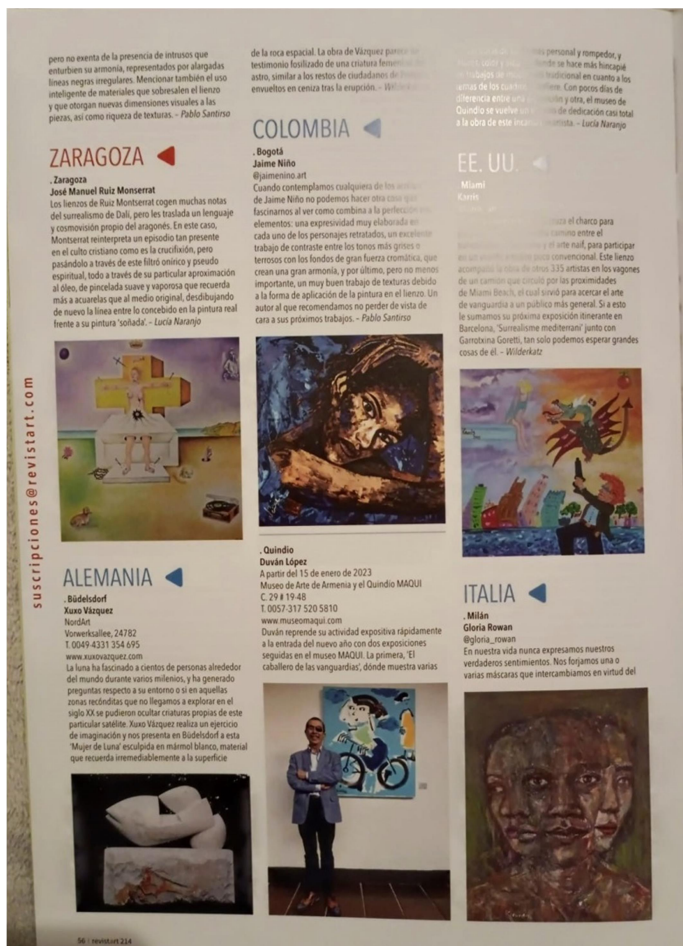 pero no exenta de la presencia de intrusos que
enturbien su armonía, representados por alargadas
líneas negras irregulares. Mencionar también el uso
inteligente de materiales que sobresalen el lienzo
y que otorgan nuevas dimensiones visuales a las
piezas, así como riqueza de texturas. – Pablo Santirso
ZARAGOZA
. Zaragoza
José Manuel Ruiz Monserrat
Los lienzos de Ruiz Monserrat cogen muchas notas
del surrealismo de Dalí, pero les traslada un lenguaje
y cosmovisión propio del aragonés. En este caso,
Montserrat reinterpreta un episodio tan presente
en el culto cristiano como es la crucifixión, pero
pasándolo a través de este filtró onírico y pseudo
espiritual, todo a través de su particular aproximación
al óleo, de pincelada suave y vaporosa que recuerda
más a acuarelas que al medio original, desdibujando
de nuevo la línea entre lo concebido en la pintura real
frente a su pintura 'soñada'. – Lucía Naranjo
suscripciones@revistart.com
ALEMANIA
. Büdelsdorf
Xuxo Vázquez
NordArt
Vorwerksallee, 24782
T. 0049 4331 354 695
www.xuxovazquez.com
La luna ha fascinado a cientos de personas alrededor
del mundo durante varios milenios, y ha generado
preguntas respecto a su entorno o si en aquellas
zonas recónditas que no llegamos a explorar en el
siglo XX se pudieron ocultar criaturas propias de este
particular satélite. Xuxo Vázquez realiza un ejercicio
de imaginación y nos presenta en Büdelsdorf a esta
'Mujer de Luna' esculpida en mármol blanco, material
que recuerda irremediablemente a la superficie
56 | revistart 214
de la roca espacial. La obra de Vázquez parece
testimonio fosilizado de una criatura
astro, similar a los restos de ciudadanos de
envueltos en ceniza tras la erupción. –
COLOMBIA
. Bogotá
Jaime Niño
@jaimenino.art
Cuando contemplamos cualquiera de los
de Jaime Niño no podemos hacer otra cosa que
fascinarnos al ver como combina a la perfección
elementos: una expresividad muy elaborada en
cada uno de los personajes retratados, un excelente
trabajo de contraste entre los tonos más grises o
terrosos con los fondos de gran fuerza cromática, que
crean una gran armonía, y por último, pero no menos
importante, un muy buen trabajo de texturas debido
a la forma de aplicación de la pintura en el lienzo. Un
autor al que recomendamos no perder de vista de
cara a sus próximos trabajos. – Pablo Santirso
. Quindio
Duván López
A partir del 15 de enero de 2023
Museo de Arte de Armenia y el Quindio MAQUI
C. 29 # 19-48
T. 0057-317 520 5810
www.museomaqui.com
Duván reprende su actividad expositiva rápidamente
a la entrada del nuevo año con dos exposiciones
seguidas en el museo MAQUI. La primera, 'El
caballero de las vanguardias', dónde muestra varias
personal y rompedor, y
se hace más hincapié
tradicional en cuanto a los
Con pocos días de
diferencia entre una y otra, el museo de
Quindio se vuelve de dedicación casi total
a la obra de este – Lucía Naranjo
EE. UU.
. Miami
el charco para
camino entre el
el arte naif, para participar
convencional. Este lienzo
otros 335 artistas en los vagones
de un camión que circuló por las proximidades
de Miami Beach, el cual sirvió para acercar el arte
de vanguardia a un público más general. Si a esto
le sumamos su próxima exposición itinerante en
Barcelona, 'Surrealisme mediterrani' junto con
Garrotxina Goretti, tan solo podemos esperar grandes
cosas de él. – Wilderkatz
ITALIA
. Milán
Gloria Rowan
@gloria_rowan
En nuestra vida nunca expresamos nuestros
verdaderos sentimientos. Nos forjamos una o
varias máscaras que intercambiamos en virtud del